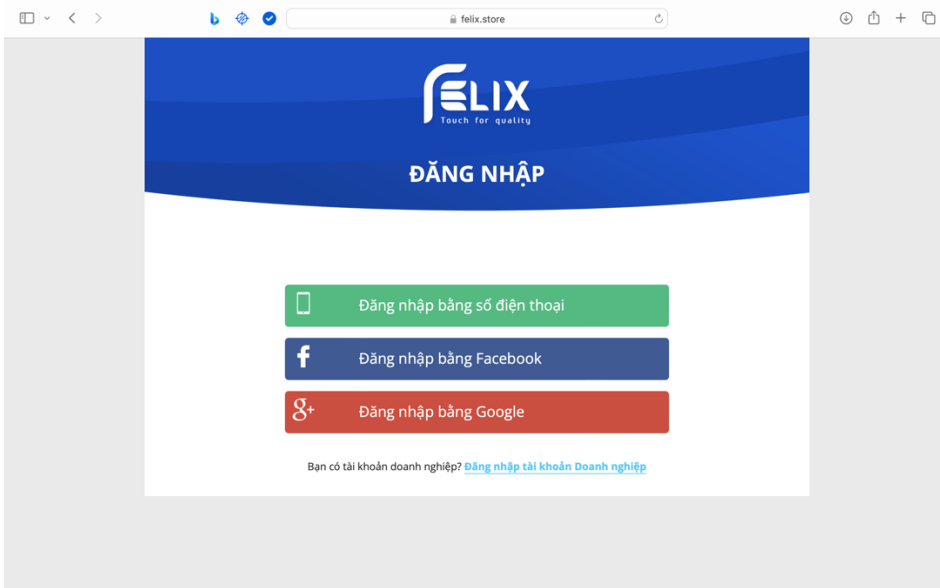 felix.store
FELIX
Touch for quality
ĐĂNG NHẬP
Đăng nhập bằng số điện thoại
Đăng nhập bằng Facebook
Đăng nhập bằng Google
Bạn có tài khoản doanh nghiệp? Đăng nhập tài khoản Doanh nghiệp